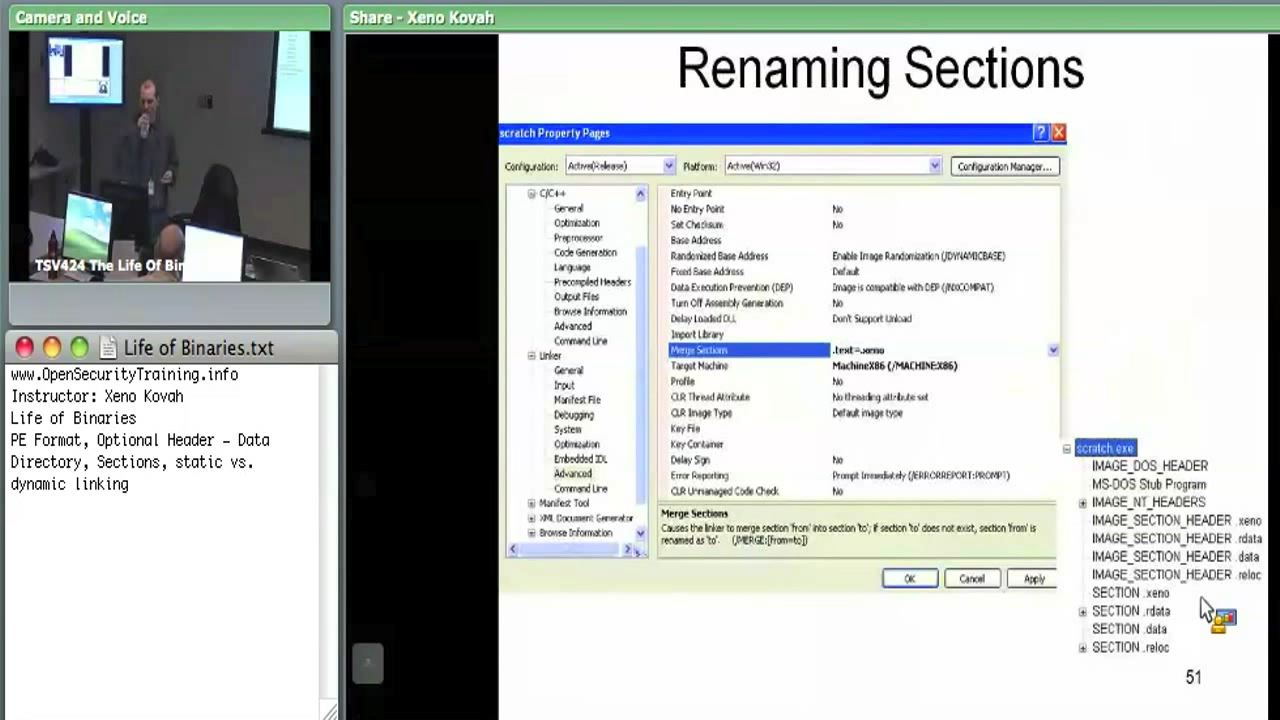 Camera and Voice
TSV424 The Life Of Bin
Life of Binaries.txt
www.OpenSecurityTraining.info
Instructor: Xeno Kovah
Life of Binaries
PE Format, Optional Header – Data
Directory, Sections, static vs.
dynamic linking
Share - Xeno Kovah
Renaming Sections
scratch Property Pages
Configuration: Active(Release) Platform: Active(Win32) Configuration Manager...
C/C++
General
Optimization
Preprocessor
Code Generation
Language
Precompiled Headers
Output Files
Browse Information
Advanced
Command Line
Linker
General
Input
Manifest File
Debugging
System
Optimization
Embedded IDL
Advanced
Command Line
Manifest Tool
XML Document Generator
Browse Information
Entry Point
No Entry Point No
Set Checksum No
Base Address
Randomized Base Address Enable Image Randomization (/DYNAMICBASE)
Fixed Base Address Default
Data Execution Prevention (DEP) Image is compatible with DEP (/NXCOMPAT)
Turn Off Assembly Generation No
Delay Loaded DLL Don't Support Unload
Import Library
Merge Sections .text=.xeno
Target Machine MachineX86 (/MACHINE:X86)
Profile No
CLR Thread Attribute No threading attribute set
CLR Image Type Default image type
Key File
Key Container
Delay Sign No
Error Reporting Prompt Immediately (/ERRORREPORT:PROMPT)
CLR Unmanaged Code Check No
Merge Sections
Causes the linker to merge section 'from' into section 'to'; if section 'to' does not exist, section 'from' is
renamed as 'to'. (/MERGE:[from=to])
OK Cancel Apply
scratch.exe
IMAGE_DOS_HEADER
MS-DOS Stub Program
IMAGE_NT_HEADERS
IMAGE_SECTION_HEADER .xeno
IMAGE_SECTION_HEADER .rdata
IMAGE_SECTION_HEADER .data
IMAGE_SECTION_HEADER .reloc
SECTION .xeno
SECTION .rdata
SECTION .data
SECTION .reloc
51